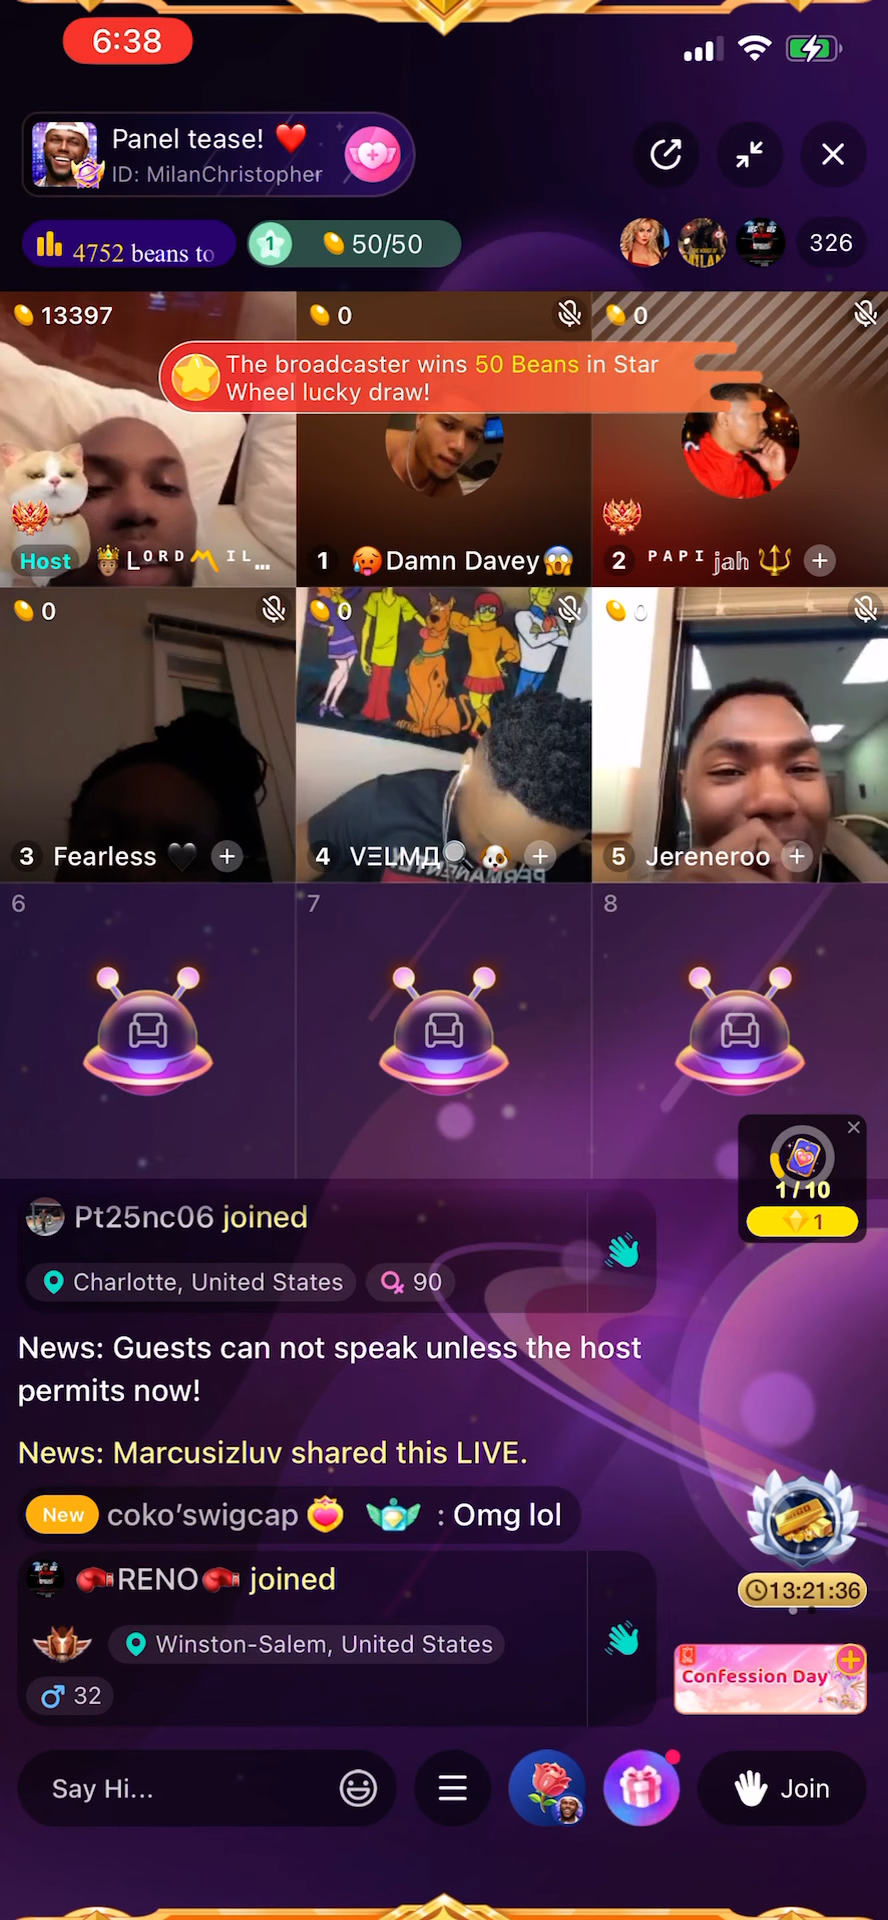 6:38
Panel tease! ❤️
ID: MilanChristopher
4752 beans to
1
50/50
326
13397
0
0
The broadcaster wins 50 Beans in Star
Wheel lucky draw!
Host 🤴🏽Lᴼᴿᴰ〽️ᴵᴸ...
1 🥵Damn Davey😱
2 ᴾᴬᴾᴵ 𝕛𝕒𝕙 🔱 +
0
0
0
3 Fearless 🖤 +
4 VΞLMД🔍🐶 +
5 Jereneroo +
6
7
8
1/10
1
Pt25nc06 joined
Charlotte, United States
90
News: Guests can not speak unless the host
permits now!
News: Marcusizluv shared this LIVE.
New coko'swigcap : Omg lol
🥊RENO🥊 joined
Winston-Salem, United States
♂ 32
13:21:36
Confession Day
Say Hi...
Join